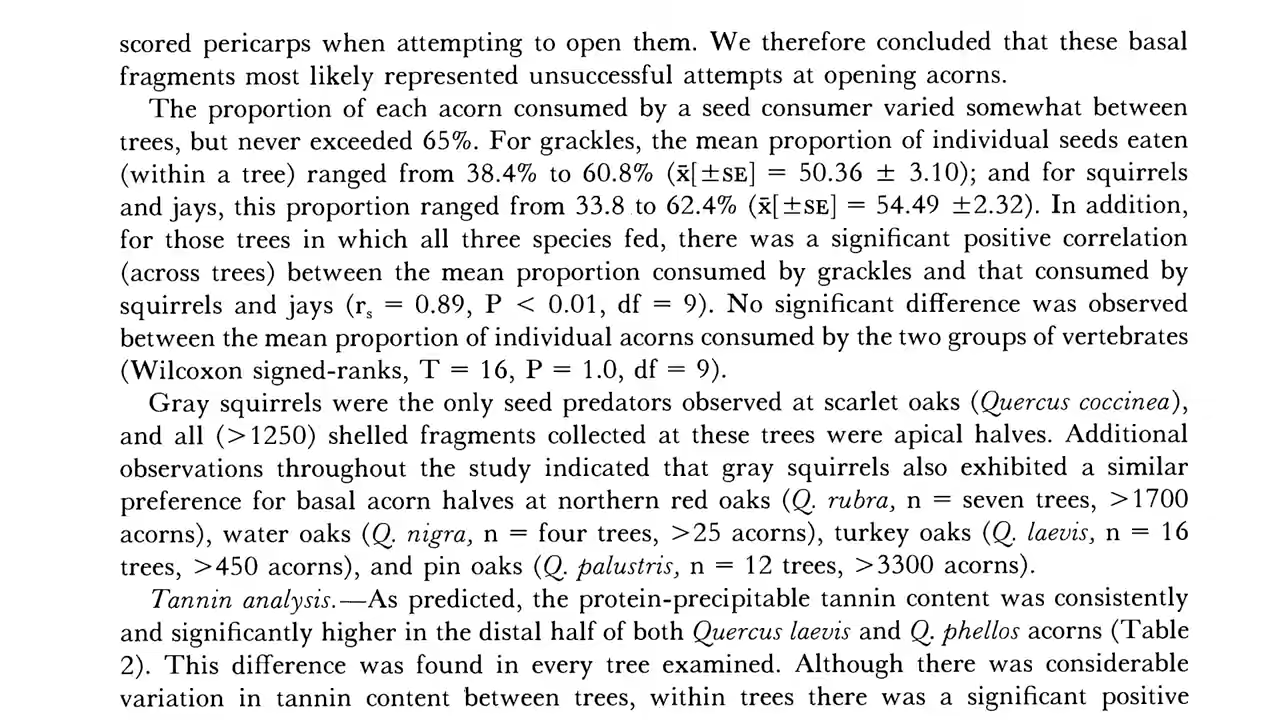 scored pericarps when attempting to open them. We therefore concluded that these basal
fragments most likely represented unsuccessful attempts at opening acorns.
The proportion of each acorn consumed by a seed consumer varied somewhat between
trees, but never exceeded 65%. For grackles, the mean proportion of individual seeds eaten
(within a tree) ranged from 38.4% to 60.8% (x̄[±SE] = 50.36 ± 3.10); and for squirrels
and jays, this proportion ranged from 33.8 to 62.4% (x̄[±SE] = 54.49 ±2.32). In addition,
for those trees in which all three species fed, there was a significant positive correlation
(across trees) between the mean proportion consumed by grackles and that consumed by
squirrels and jays (rₛ = 0.89, P < 0.01, df = 9). No significant difference was observed
between the mean proportion of individual acorns consumed by the two groups of vertebrates
(Wilcoxon signed-ranks, T = 16, P = 1.0, df = 9).
Gray squirrels were the only seed predators observed at scarlet oaks (Quercus coccinea),
and all (>1250) shelled fragments collected at these trees were apical halves. Additional
observations throughout the study indicated that gray squirrels also exhibited a similar
preference for basal acorn halves at northern red oaks (Q. rubra, n = seven trees, >1700
acorns), water oaks (Q. nigra, n = four trees, >25 acorns), turkey oaks (Q. laevis, n = 16
trees, >450 acorns), and pin oaks (Q. palustris, n = 12 trees, >3300 acorns).
Tannin analysis.—As predicted, the protein-precipitable tannin content was consistently
and significantly higher in the distal half of both Quercus laevis and Q. phellos acorns (Table
2). This difference was found in every tree examined. Although there was considerable
variation in tannin content between trees, within trees there was a significant positive